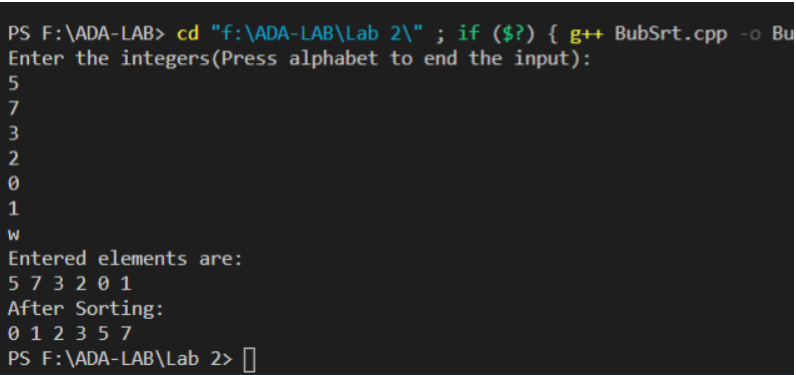 PS F:\ADA-LAB> cd "f:\ADA-LAB\Lab 2\" ; if ($?) { g++ BubSrt.cpp -o Bu
Enter the integers(Press alphabet to end the input):
5
7
3
2
0
1
w
Entered elements are:
5 7 3 2 0 1
After Sorting:
0 1 2 3 5 7
PS F:\ADA-LAB\Lab 2>